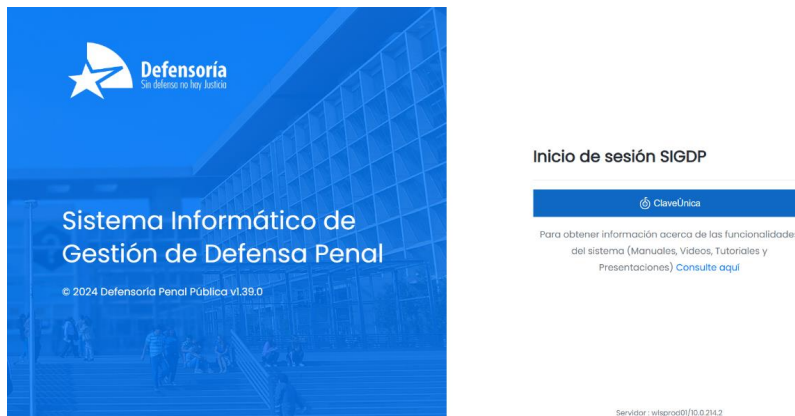 Defensoría
Sin defensa no hay Justicia
Sistema Informático de
Gestión de Defensa Penal
© 2024 Defensoría Penal Pública v1.39.0
Inicio de sesión SIGDP
ClaveÚnica
Para obtener información acerca de las funcionalidades
del sistema (Manuales, Videos, Tutoriales y
Presentaciones) Consulte aquí
Servidor : wlsprod01/10.0.214.2